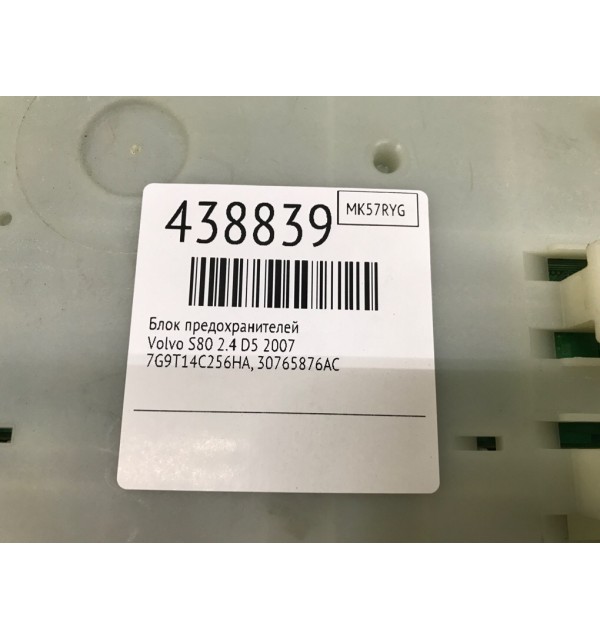 438839
MK57RYG
Блок предохранителей
Volvo S80 2.4 D5 2007
7G9T14C256HA, 30765876AC